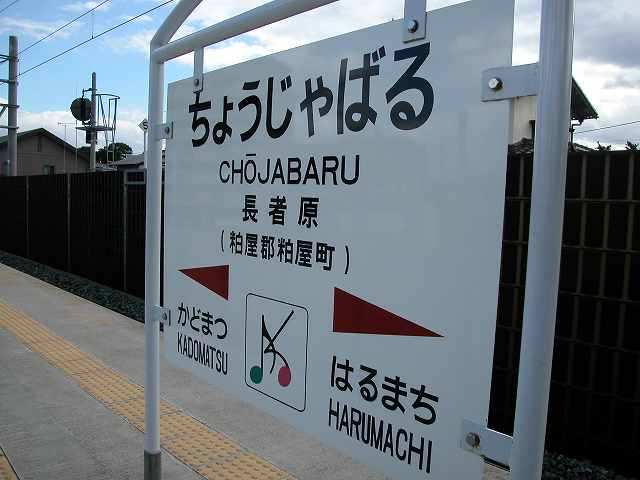 ちょうじゃばる
CHŌJABARU
長者原
(粕屋郡粕屋町)
かどまつ
KADOMATSU
はるまち
HARUMACHI